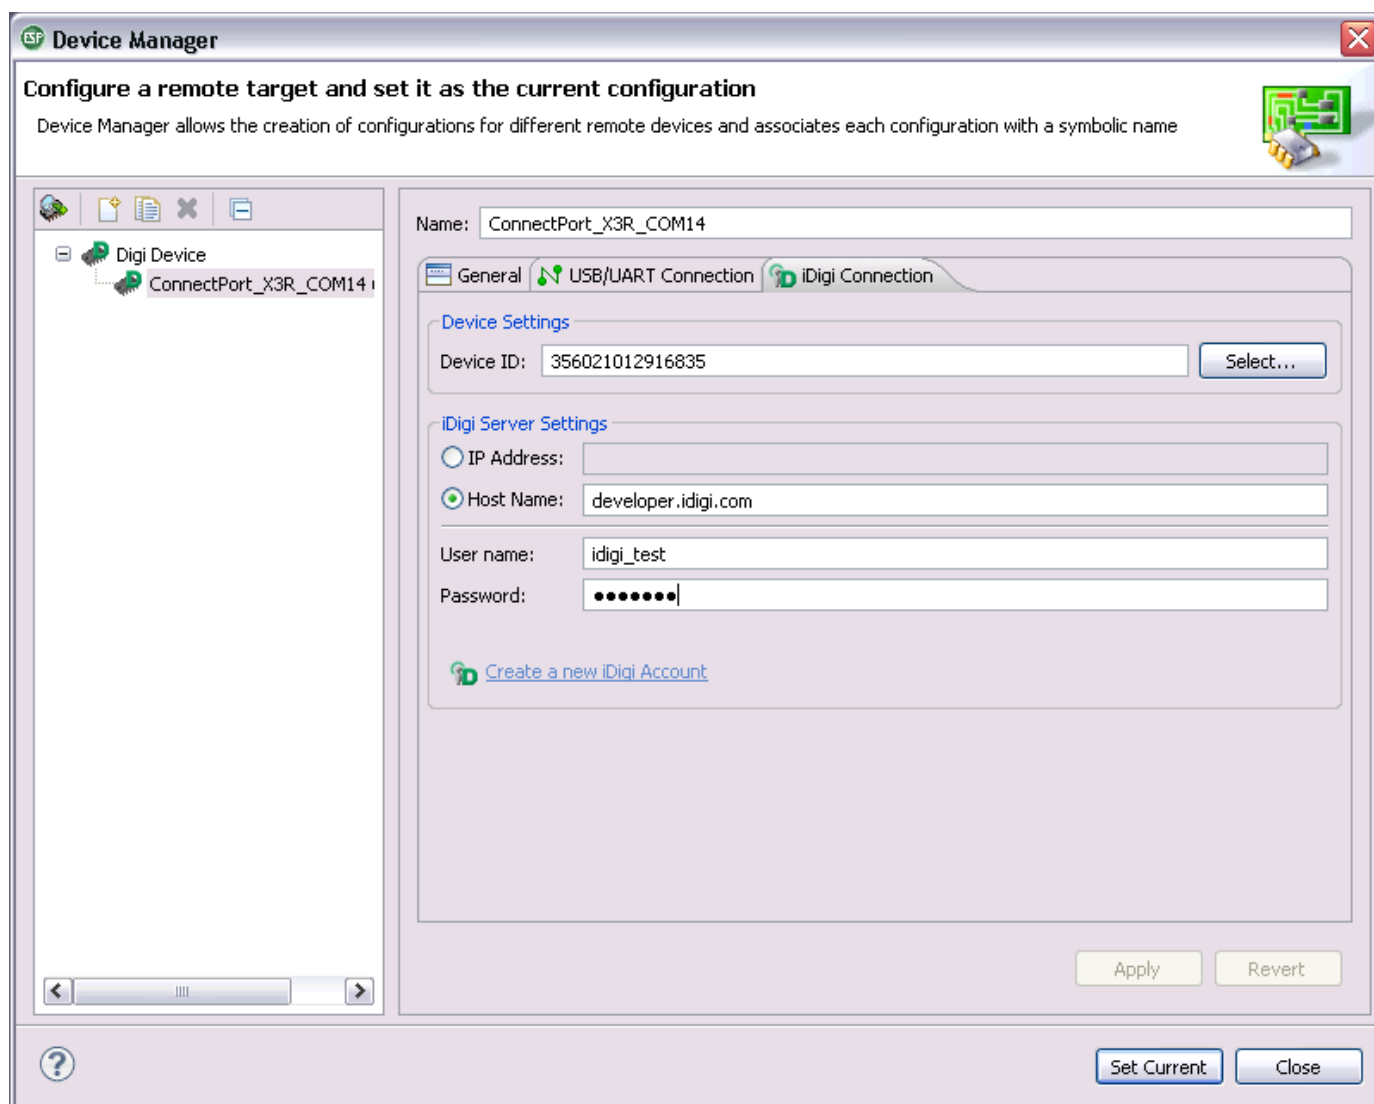 ESP Device Manager
Configure a remote target and set it as the current configuration
Device Manager allows the creation of configurations for different remote devices and associates each configuration with a symbolic name
Digi Device
ConnectPort_X3R_COM14
Name: ConnectPort_X3R_COM14
General USB/UART Connection iDigi Connection
Device Settings
Device ID: 356021012916835 Select...
iDigi Server Settings
IP Address:
Host Name: developer.idigi.com
User name: idigi_test
Password: ●●●●●●●
Create a new iDigi Account
Apply Revert
? Set Current Close